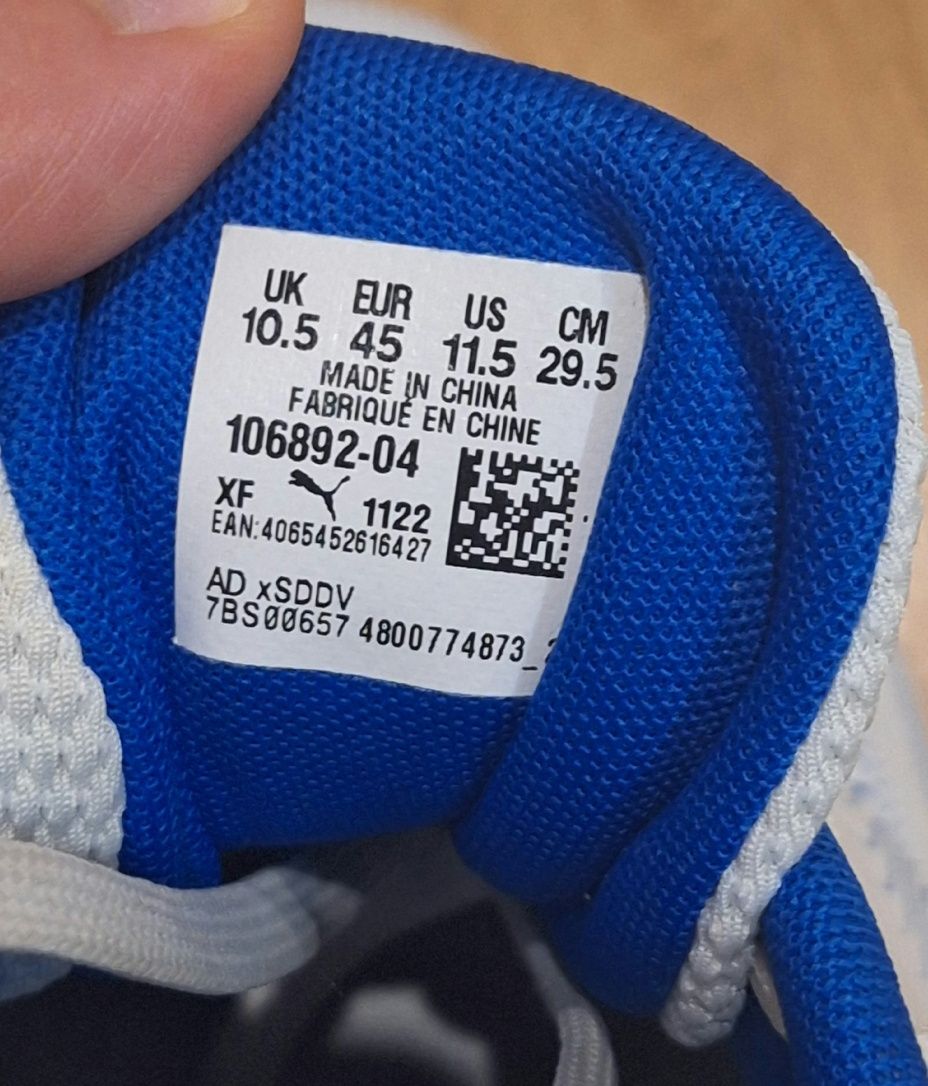 UK EUR US CM
10.5 45 11.5 29.5
MADE IN CHINA
FABRIQUÉ EN CHINE
106892-04
XF 1122
EAN:4065452616427
AD xSDDV
7BS00657 4800774873_